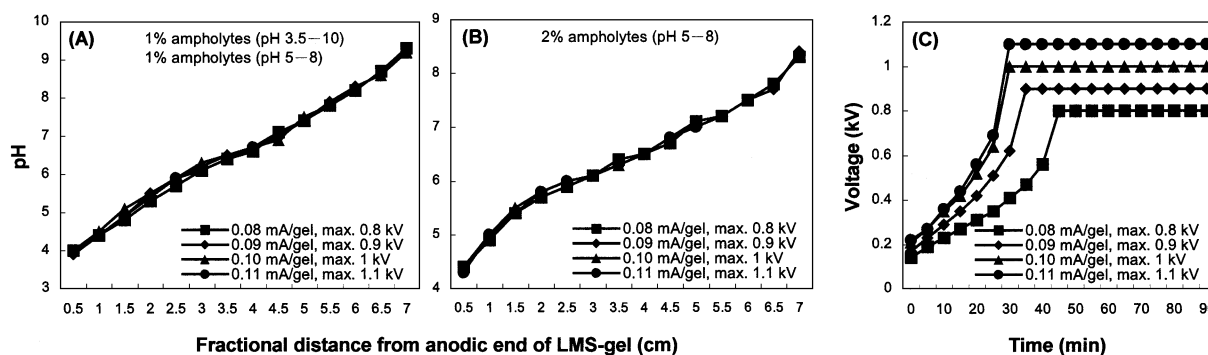 (A)
1% ampholytes (pH 3.5—10)
1% ampholytes (pH 5—8)
pH
10
9
8
7
6
5
4
3
0.08 mA/gel, max. 0.8 kV
0.09 mA/gel, max. 0.9 kV
0.10 mA/gel, max. 1 kV
0.11 mA/gel, max. 1.1 kV
0.5 1 1.5 2 2.5 3 3.5 4 4.5 5 5.5 6 6.5 7
(B)
2% ampholytes (pH 5—8)
9
8
7
6
5
4
0.08 mA/gel, max. 0.8 kV
0.09 mA/gel, max. 0.9 kV
0.10 mA/gel, max. 1 kV
0.11 mA/gel, max. 1.1 kV
0.5 1 1.5 2 2.5 3 3.5 4 4.5 5 5.5 6 6.5 7
Fractional distance from anodic end of LMS-gel (cm)
(C)
Voltage (kV)
1.2
1
0.8
0.6
0.4
0.2
0
0.08 mA/gel, max. 0.8 kV
0.09 mA/gel, max. 0.9 kV
0.10 mA/gel, max. 1 kV
0.11 mA/gel, max. 1.1 kV
0 10 20 30 40 50 60 70 80 90
Time (min)